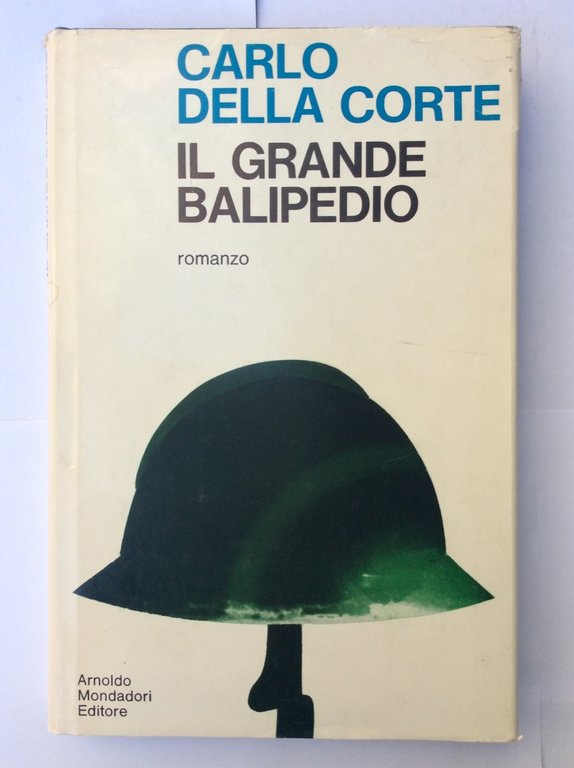 CARLO
DELLA CORTE
IL GRANDE
BALIPEDIO
romanzo
Arnoldo
Mondadori
Editore